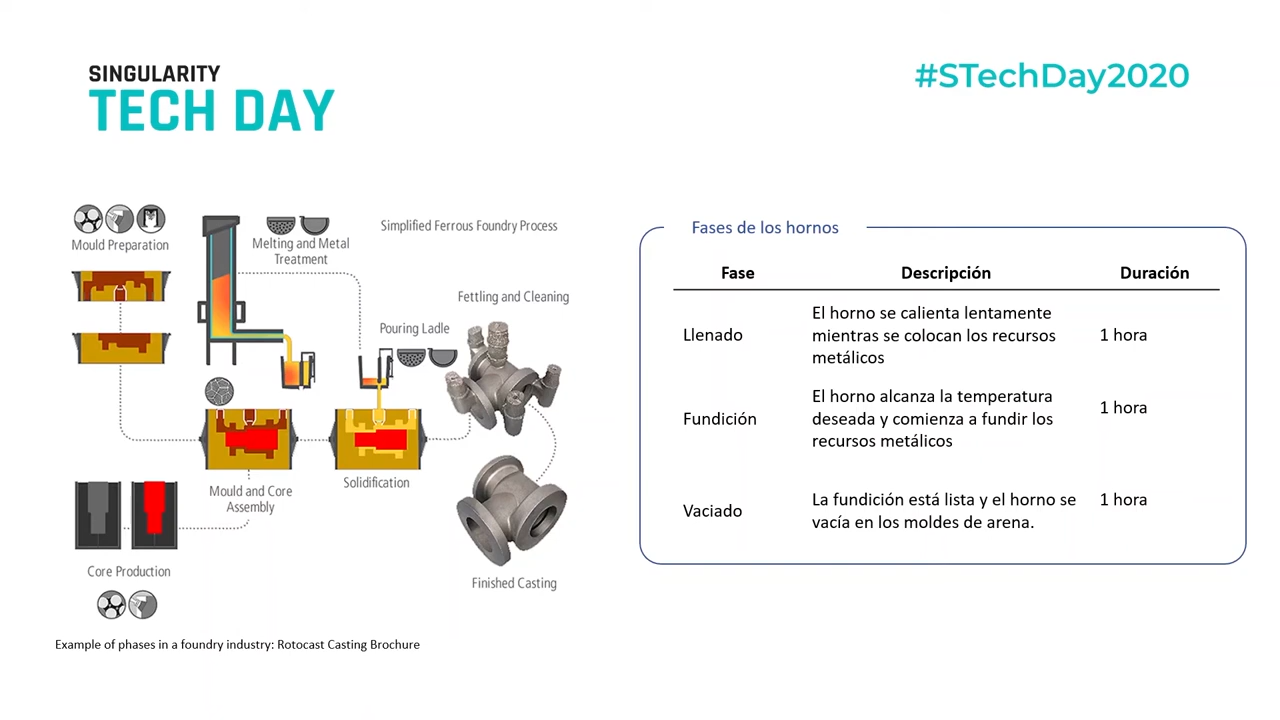 SINGULARITY
TECH DAY
#STechDay2020
Mould Preparation
Melting and Metal
Treatment
Simplified Ferrous Foundry Process
Fettling and Cleaning
Pouring Ladle
Mould and Core
Assembly
Solidification
Core Production
Finished Casting
Example of phases in a foundry industry: Rotocast Casting Brochure
Fases de los hornos
Fase Descripción Duración
Llenado
El horno se calienta lentamente
mientras se colocan los recursos
metálicos
1 hora
Fundición
El horno alcanza la temperatura
deseada y comienza a fundir los
recursos metálicos
1 hora
Vaciado
La fundición está lista y el horno se
vacía en los moldes de arena.
1 hora